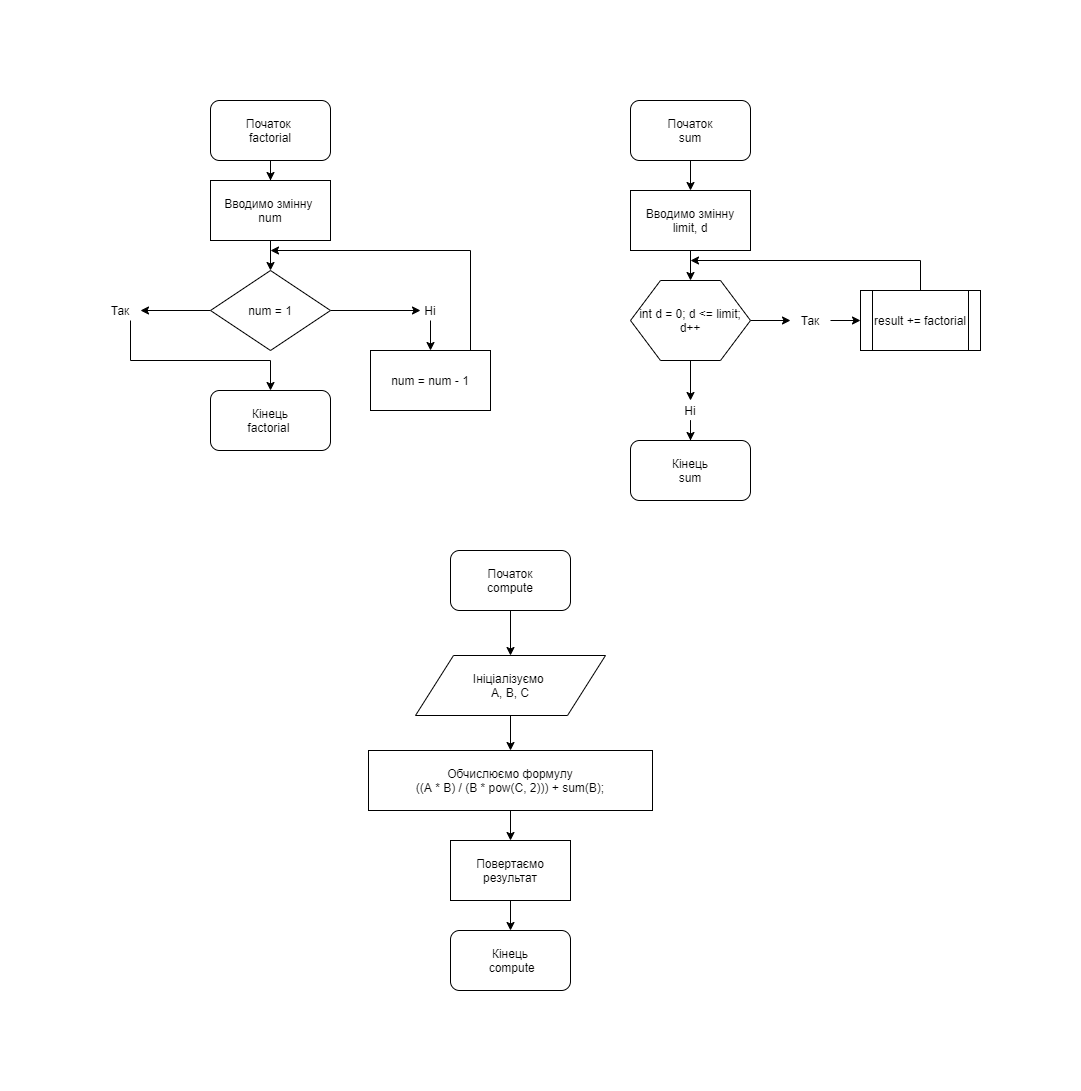 Початок
factorial
Вводимо змінну
num
num = 1
Так
Ні
num = num - 1
Кінець
factorial
Початок
sum
Вводимо змінну
limit, d
int d = 0; d <= limit;
d++
Так
result += factorial
Ні
Кінець
sum
Початок
compute
Ініціалізуємо
A, B, C
Обчислюємо формулу
((A * B) / (B * pow(C, 2))) + sum(B);
Повертаємо
результат
Кінець
compute